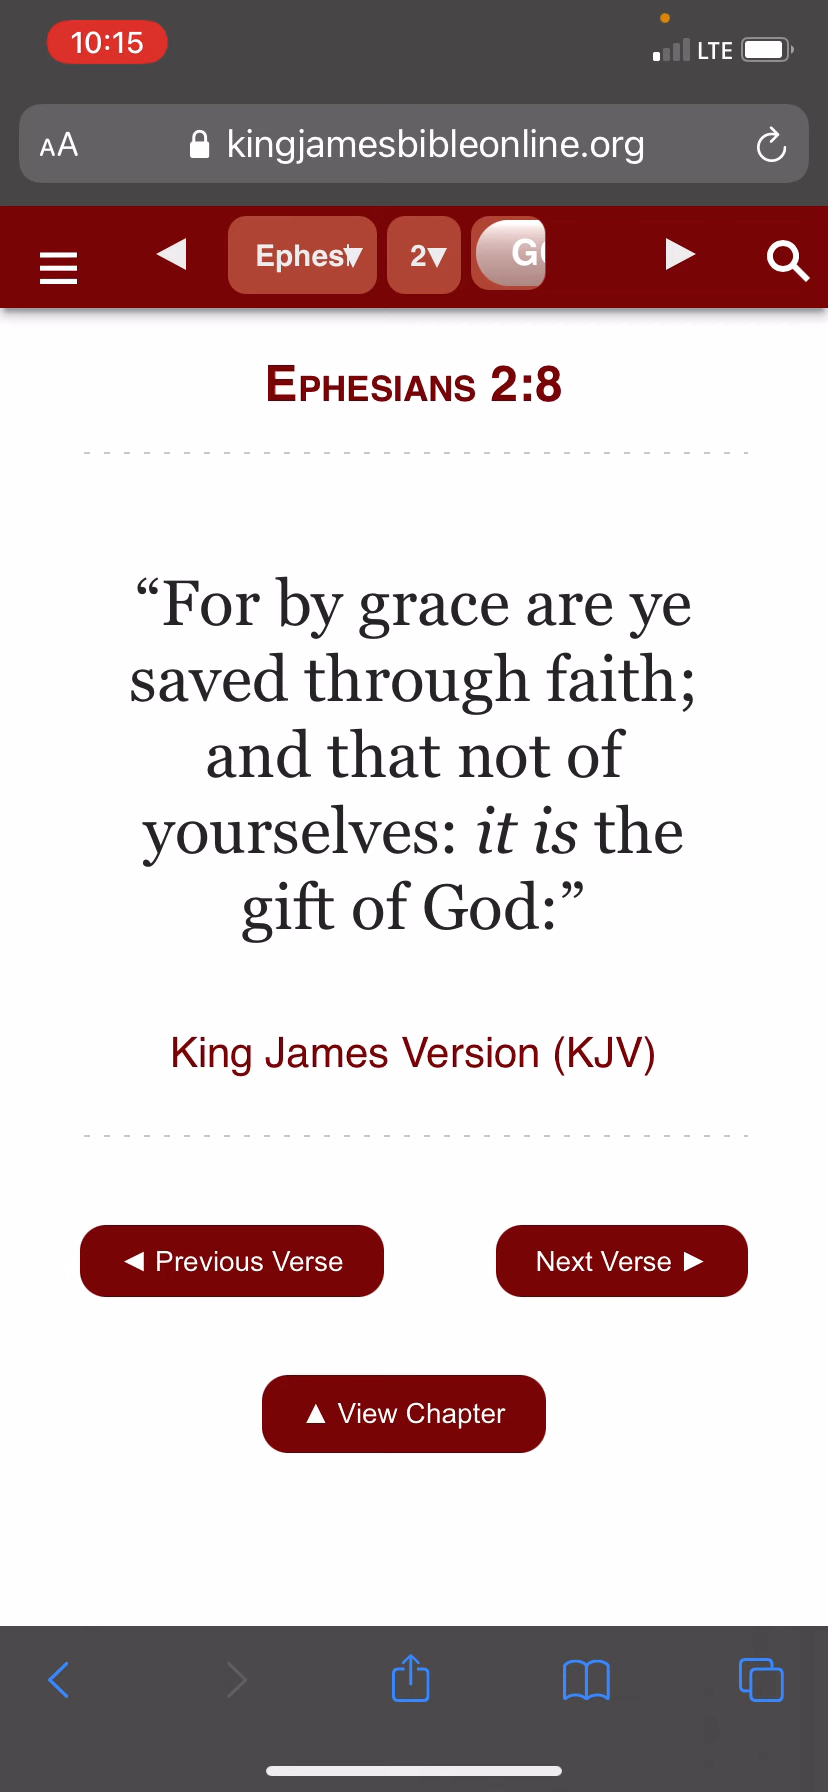 10:15
LTE
AA
kingjamesbibleonline.org
2
Ephesians 2:8
“For by grace are ye
saved through faith;
and that not of
yourselves: it is the
gift of God:”
King James Version (KJV)
◀ Previous Verse
Next Verse ▶
▲ View Chapter